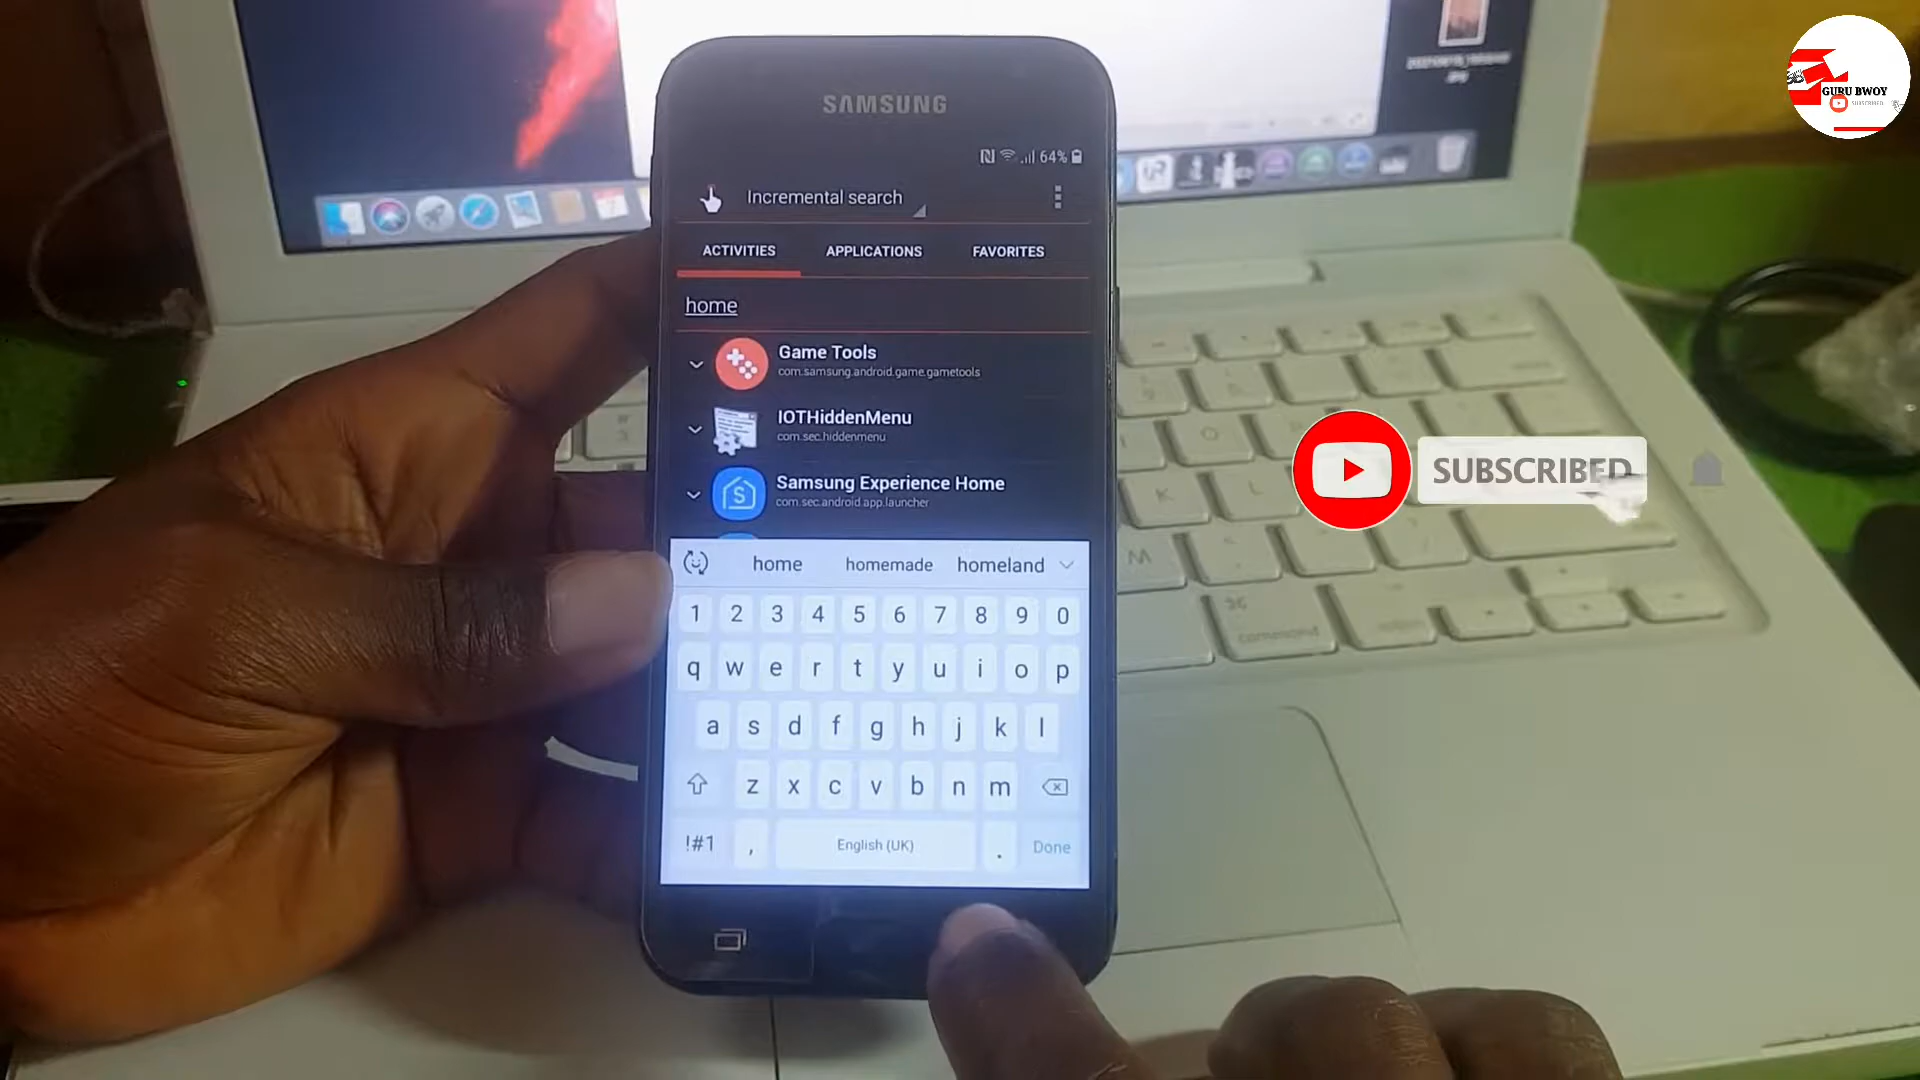 GURU BWOY
SUBSCRIBED
SAMSUNG
64%
Incremental search
ACTIVITIES APPLICATIONS FAVORITES
home
Game Tools
com.samsung.android.game.gametools
IOTHiddenMenu
com.sec.hiddenmenu
Samsung Experience Home
com.sec.android.app.launcher
SUBSCRIBED
home homemade homeland
1 2 3 4 5 6 7 8 9 0
q w e r t y u i o p
a s d f g h j k l
z x c v b n m
!#1 , English (UK) . Done
command